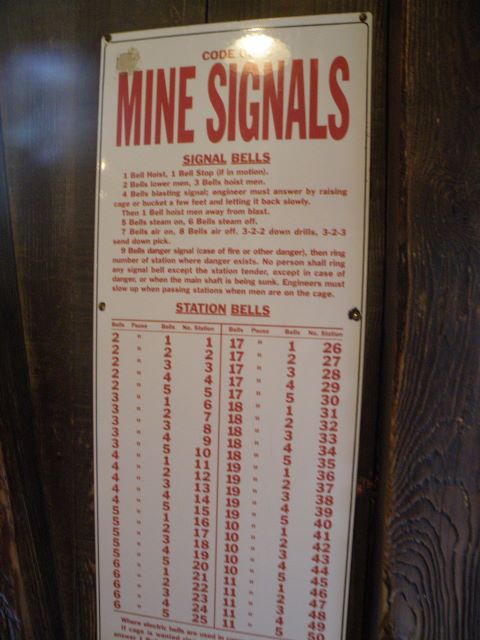 CODE OF
MINE SIGNALS
SIGNAL BELLS
1 Bell Hoist, 1 Bell Stop (if in motion).
2 Bells lower men, 3 Bells hoist men.
4 Bells blasting signal; engineer must answer by raising
cage or bucket a few feet and letting it back slowly.
Then 1 Bell hoist men away from blast.
5 Bells steam on, 6 Bells steam off.
7 Bells air on, 8 Bells air off. 3-2-2 down drills, 3-2-3
send down pick.
9 Bells danger signal (case of fire or other danger), then ring
number of station where danger exists. No person shall ring
any signal bell except the station tender, except in case of
danger, or when the main shaft is being sunk. Engineers must
slow up when passing stations when men are on the cage.
STATION BELLS
Bells Pause Bells No. Station Bells Pause Bells No. Station
2 " 1 1 17 " 1 26
2 " 2 2 17 " 2 27
2 " 3 3 17 " 3 28
2 " 4 4 17 " 4 29
2 " 5 5 17 " 5 30
3 " 1 6 18 " 1 31
3 " 2 7 18 " 2 32
3 " 3 8 18 " 3 33
3 " 4 9 18 " 4 34
3 " 5 10 18 " 5 35
4 " 1 11 19 " 1 36
4 " 2 12 19 " 2 37
4 " 3 13 19 " 3 38
4 " 4 14 19 " 4 39
4 " 5 15 19 " 5 40
5 " 1 16 10 " 1 41
5 " 2 17 10 " 2 42
5 " 3 18 10 " 3 43
5 " 4 19 10 " 4 44
5 " 5 20 10 " 5 45
6 " 1 21 11 " 1 46
6 " 2 22 11 " 2 47
6 " 3 23 11 " 3 48
6 " 4 24 11 " 4 49
6 " 5 25 11 " 5 50
Where electric bells are used in